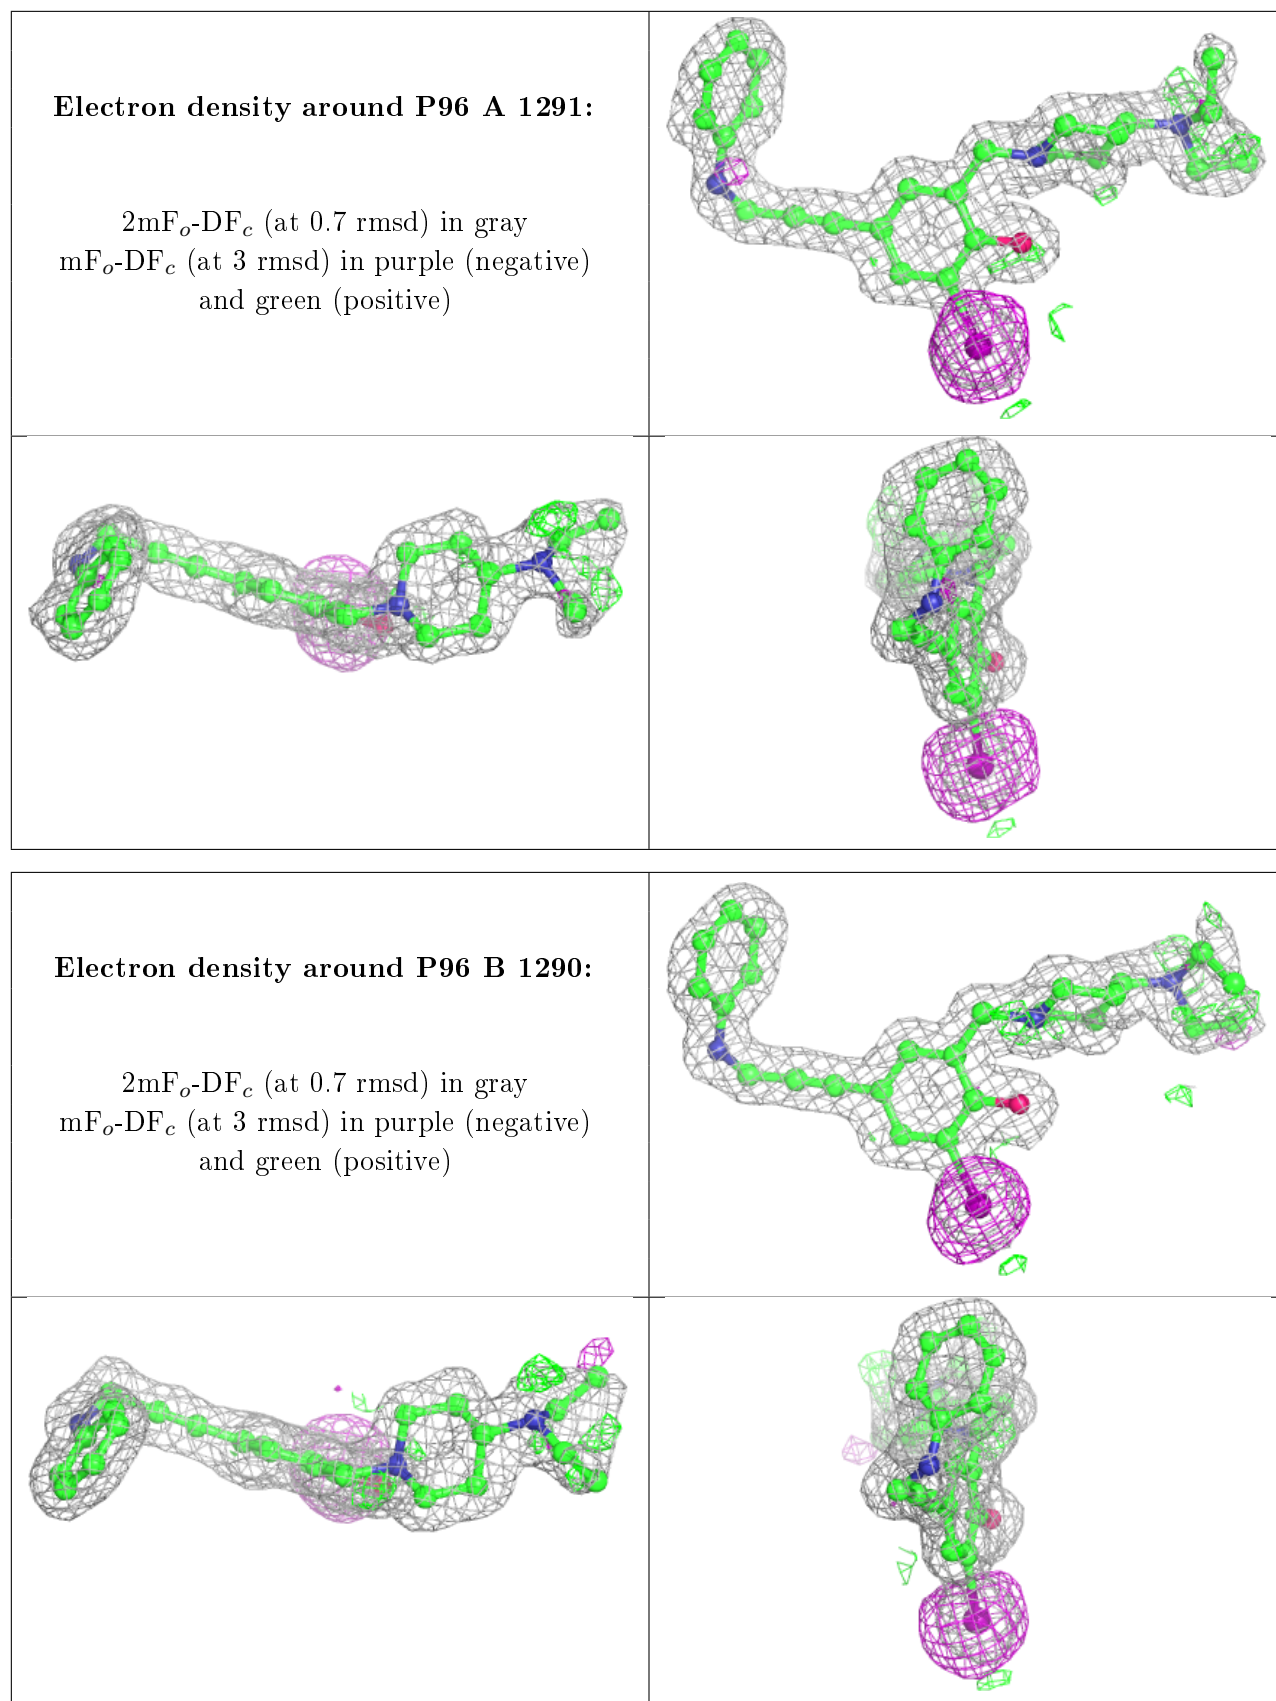 Electron density around P96 A 1291:
2mFo-DFc (at 0.7 rmsd) in gray
mFo-DFc (at 3 rmsd) in purple (negative)
and green (positive)
Electron density around P96 B 1290:
2mFo-DFc (at 0.7 rmsd) in gray
mFo-DFc (at 3 rmsd) in purple (negative)
and green (positive)